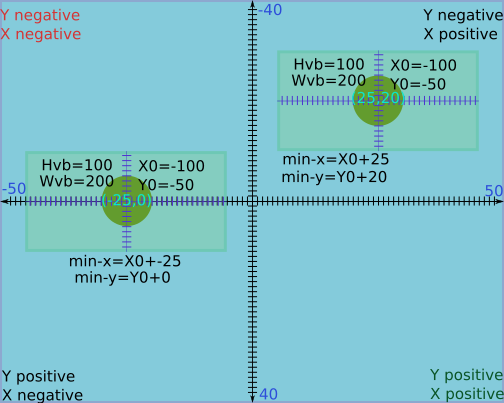 Y negative
X negative
-40
Y negative
X positive
Hvb=100
X0=-100
Wvb=200
Y0=-50
(25,20)
min-x=X0+25
min-y=Y0+20
Hvb=100
X0=-100
Wvb=200
Y0=-50
(-25,0)
-50
50
min-x=X0+-25
min-y=Y0+0
Y positive
X negative
40
Y positive
X positive